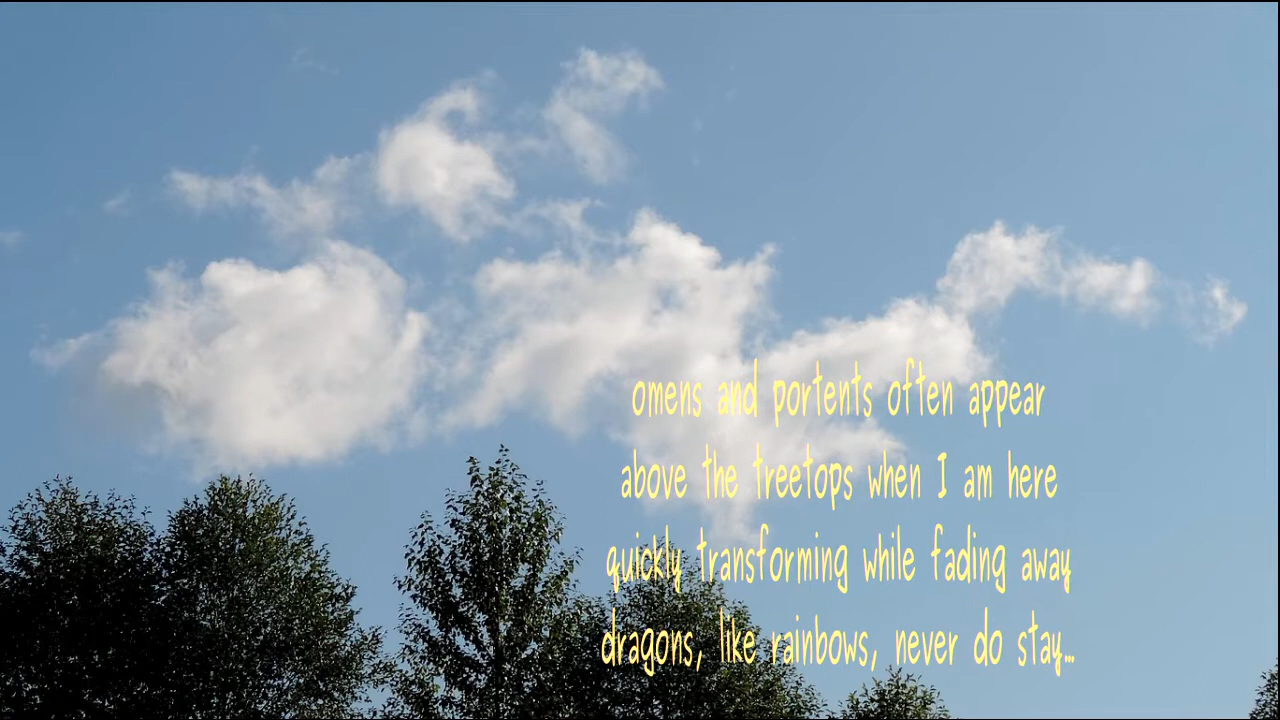 omens and portents often appear
above the treetops when I am here
quickly transforming while fading away
dragons, like rainbows, never do stay...